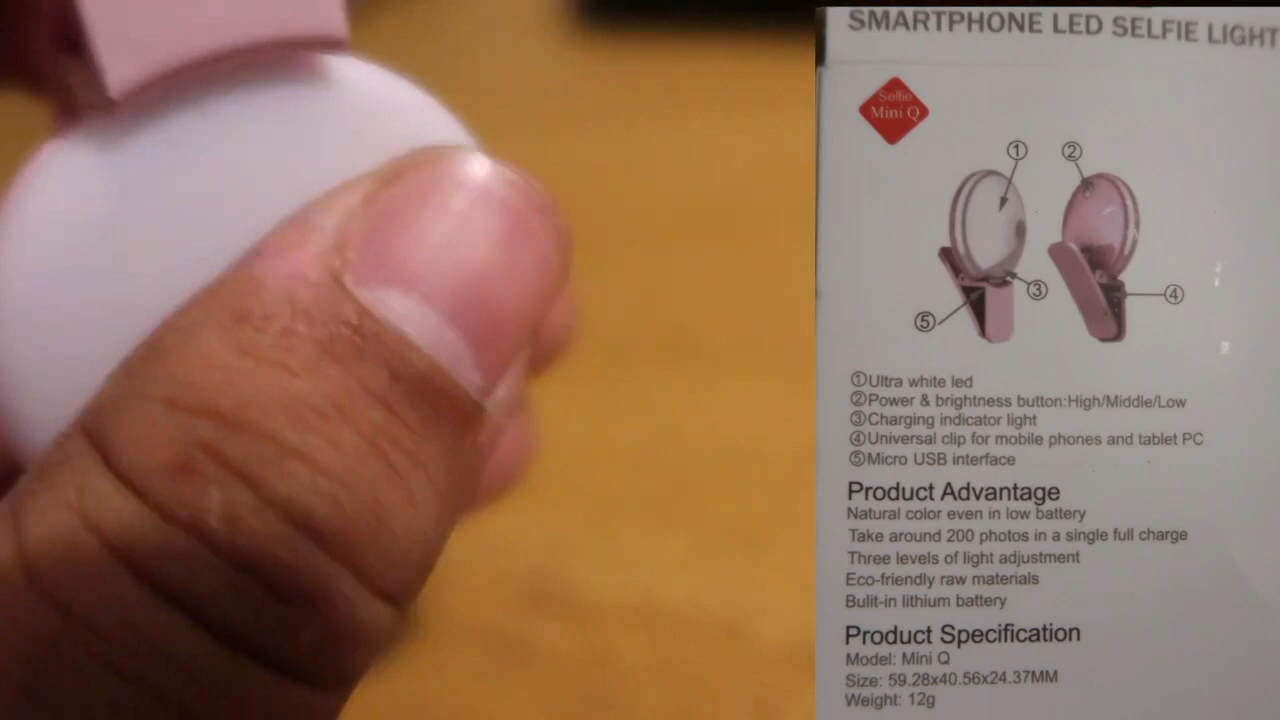 SMARTPHONE LED SELFIE LIGHT
Selfie
Mini Q
① ②
③
④
⑤
①Ultra white led
②Power & brightness button:High/Middle/Low
③Charging indicator light
④Universal clip for mobile phones and tablet PC
⑤Micro USB interface
Product Advantage
Natural color even in low battery
Take around 200 photos in a single full charge
Three levels of light adjustment
Eco-friendly raw materials
Bulit-in lithium battery
Product Specification
Model: Mini Q
Size: 59.28x40.56x24.37MM
Weight: 12g